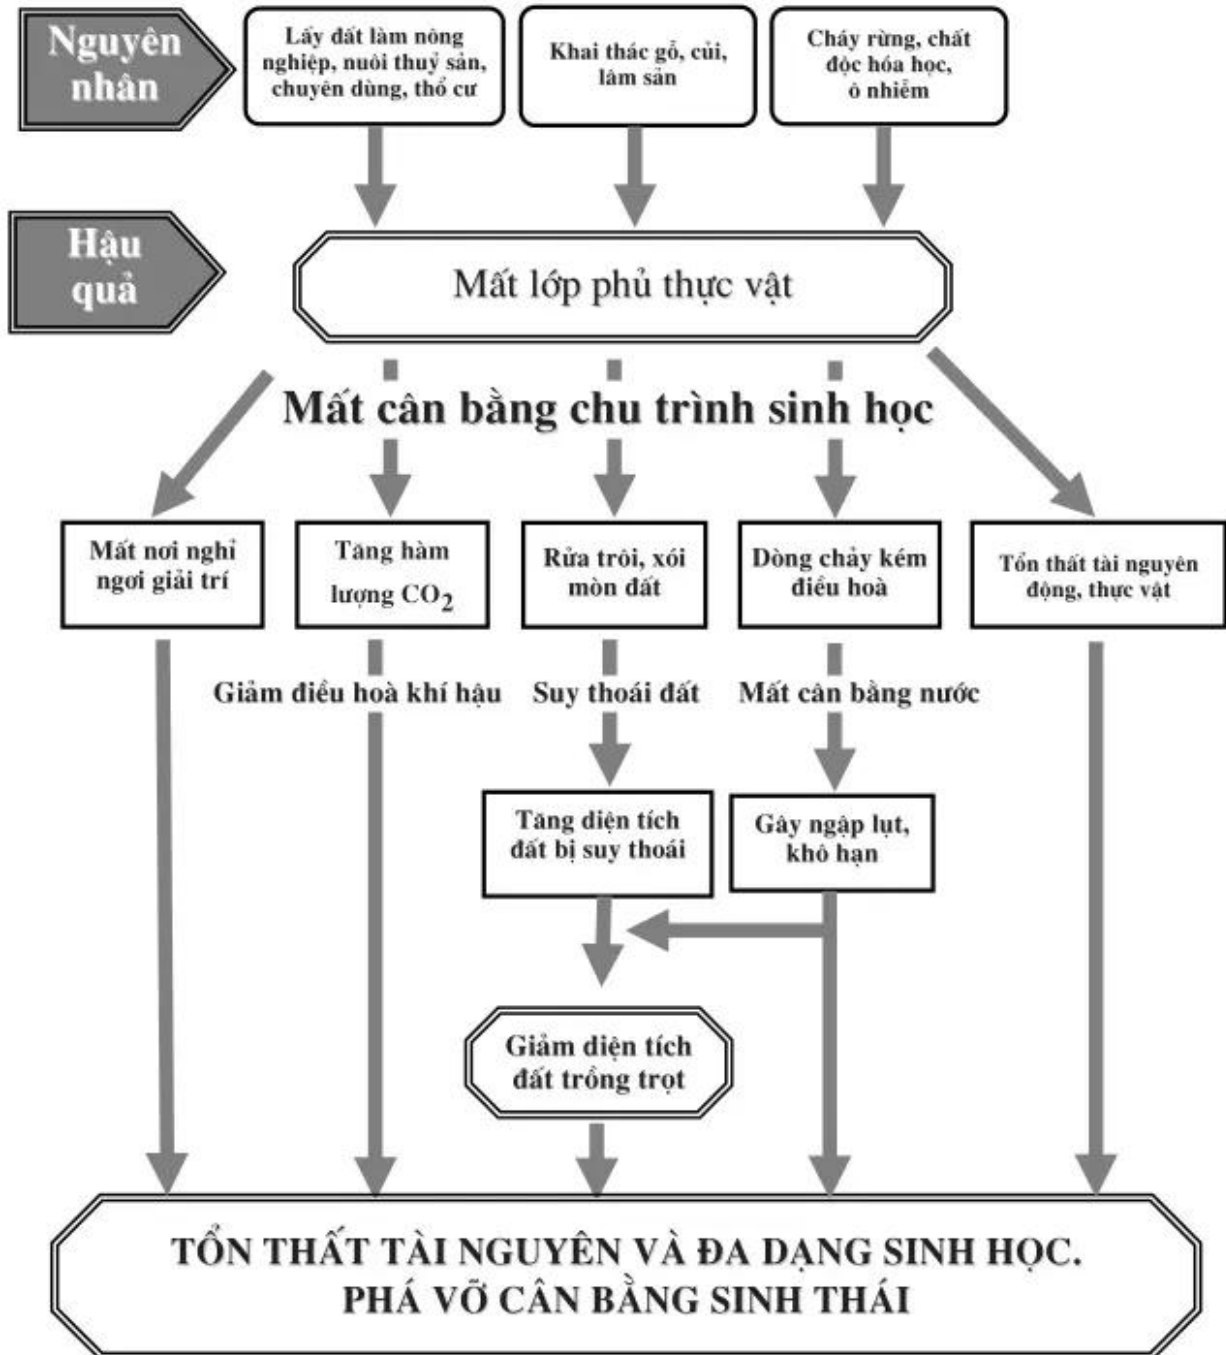 Nguyên
nhân
Lấy đất làm nông
nghiệp, nuôi thuỷ sản,
chuyên dùng, thổ cư
Khai thác gỗ, củi,
lâm sản
Cháy rừng, chất
độc hóa học,
ô nhiễm
Hậu
quả
Mất lớp phủ thực vật
Mất cân bằng chu trình sinh học
Mất nơi nghỉ
ngơi giải trí
Tăng hàm
lượng CO2
Rửa trôi, xói
mòn đất
Dòng chảy kém
điều hoà
Tổn thất tài nguyên
động, thực vật
Giảm điều hoà khí hậu
Suy thoái đất
Mất cân bằng nước
Tăng diện tích
đất bị suy thoái
Gây ngập lụt,
khô hạn
Giảm diện tích
đất trồng trọt
TỔN THẤT TÀI NGUYÊN VÀ ĐA DẠNG SINH HỌC.
PHÁ VỠ CÂN BẰNG SINH THÁI